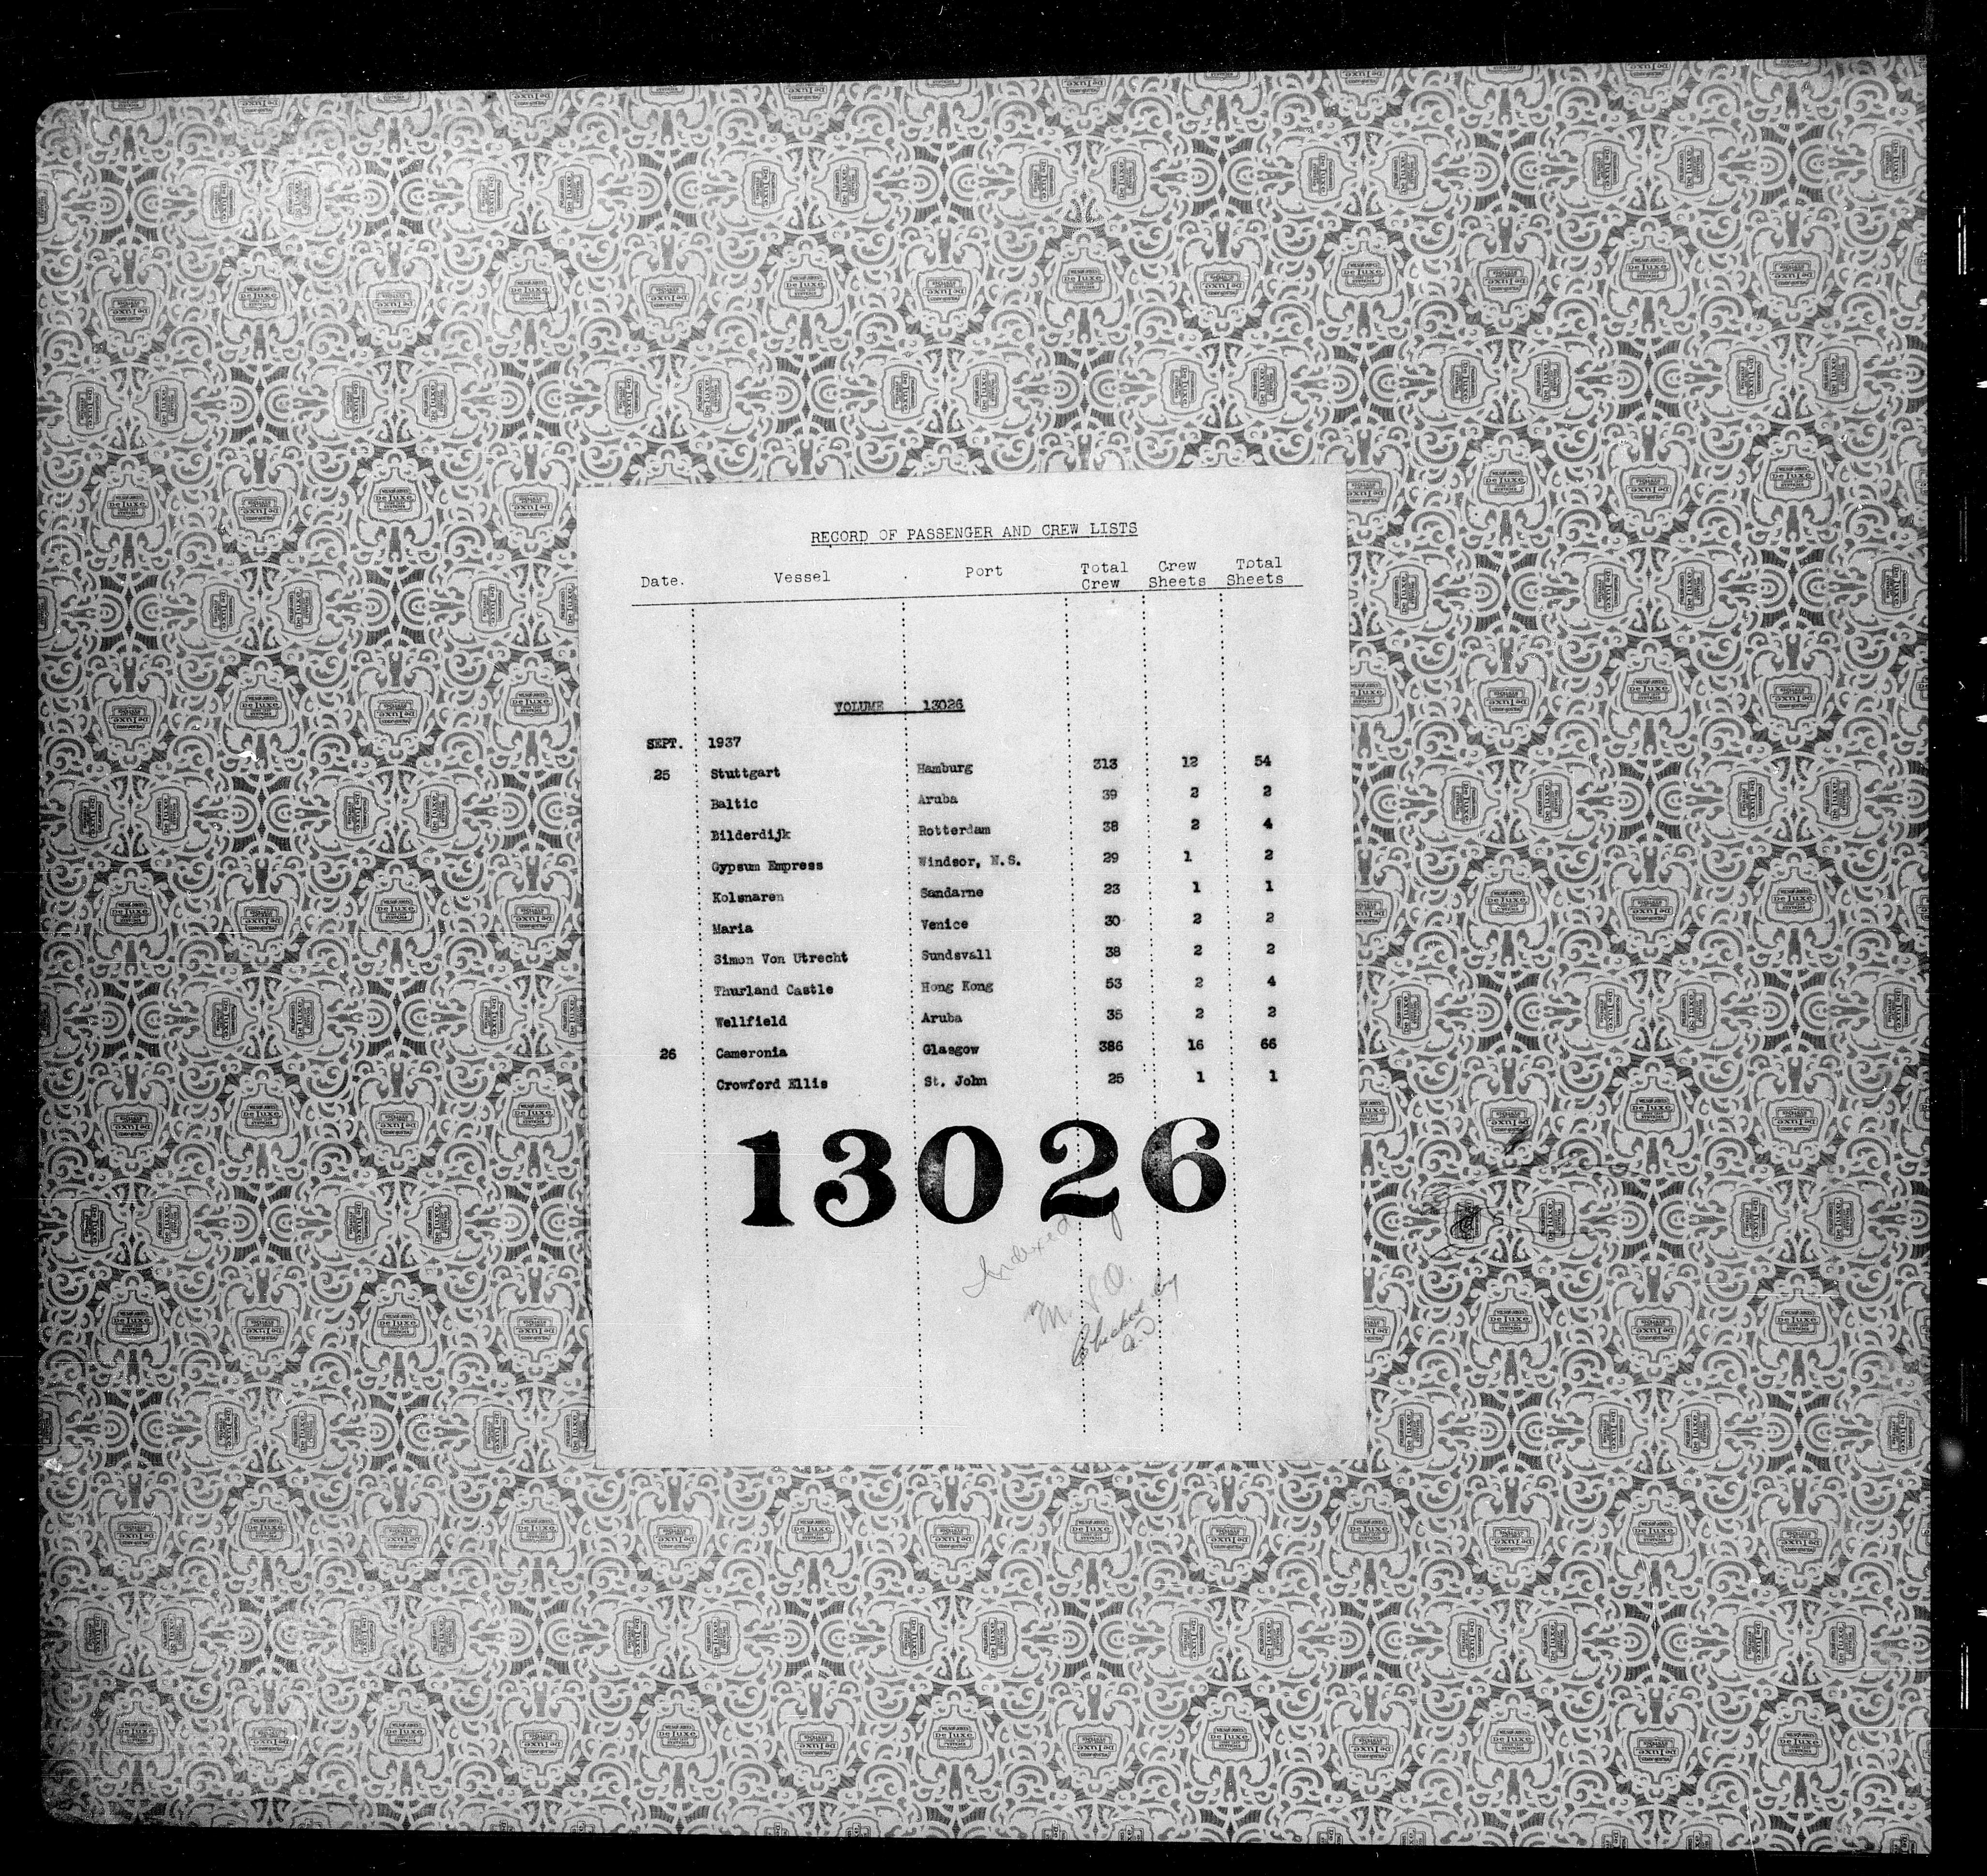 RECORD OF PASSENGER AND CREW LISTS
Date. Vessel Port Total Crew Crew Sheets Total Sheets
VOLUME 13026
SEPT. 1937
25 Stuttgart Hamburg 313 12 54
Baltic Aruba 39 2 2
Bilderdijk Rotterdam 38 2 4
Gypsum Empress Windsor, N.S. 29 1 2
Kolsnaren Sandarne 23 1 1
Maria Venice 30 2 2
Simon Von Utrecht Sundsvall 38 2 2
Thurland Castle Hong Kong 53 2 4
Wellfield Aruba 35 2 2
26 Cameronia Glasgow 386 16 66
Crowford Ellis St. John 25 1 1
13026
Indexed by
Checked by